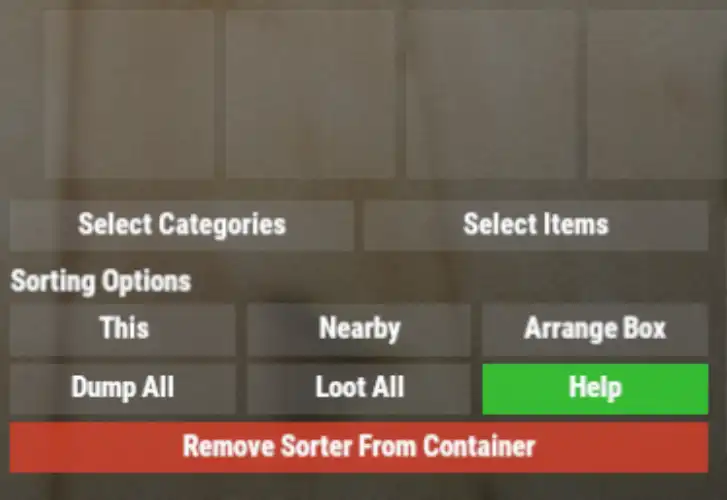 Select Categories Select Items
Sorting Options
This Nearby Arrange Box
Dump All Loot All Help
Remove Sorter From Container